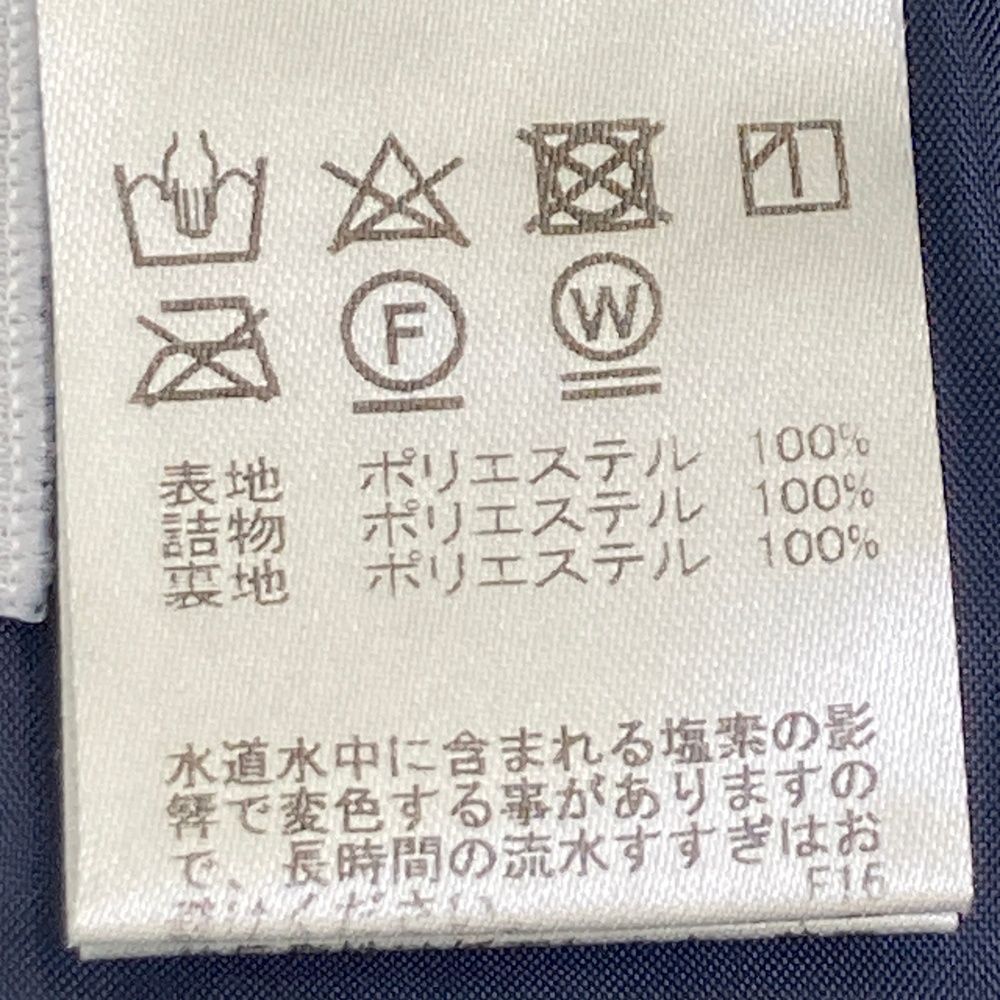 F
W
表地 ポリエステル 100%
詰物 ポリエステル 100%
裏地 ポリエステル 100%
水道水中に含まれる塩素の影
響で変色する事がありますの
で、長時間の流水すすぎはお
F16